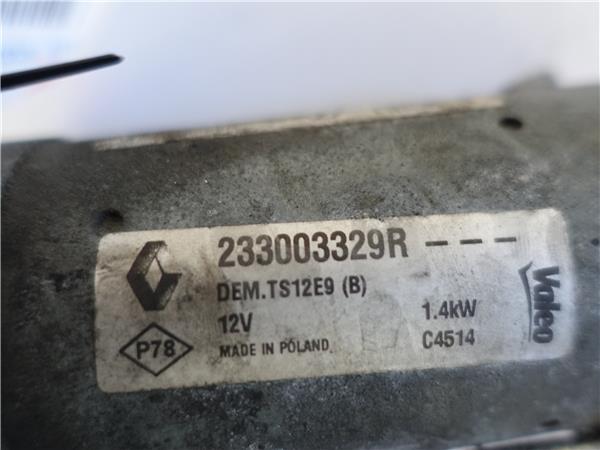 233003329R ---
DEM.TS12E9 (B)
12V 1.4kW
P78 MADE IN POLAND C4514
Valeo